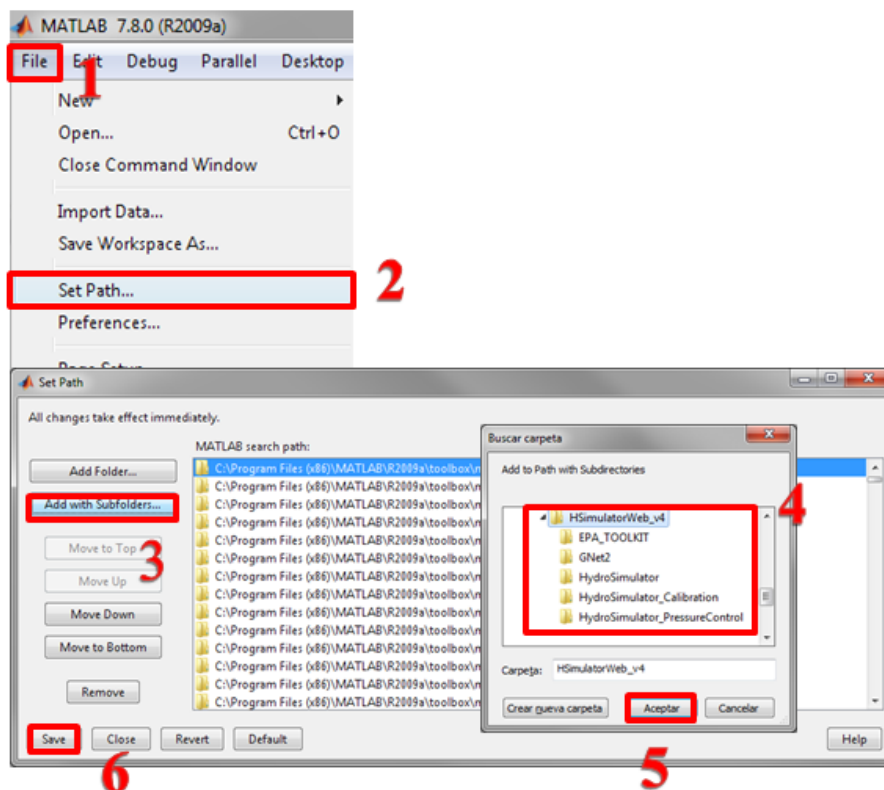 MATLAB 7.8.0 (R2009a)
File Edit Debug Parallel Desktop
1
New
Open... Ctrl+O
Close Command Window
Import Data...
Save Workspace As...
2
Set Path...
Preferences...
Set Path
All changes take effect immediately.
MATLAB search path:
Add Folder...
Add with Subfolders...
3
Move to Top
Move Up
Move Down
Move to Bottom
Remove
C:\Program Files (x86)\MATLAB\R2009a\toolbox\m
C:\Program Files (x86)\MATLAB\R2009a\toolbox\m
C:\Program Files (x86)\MATLAB\R2009a\toolbox\m
C:\Program Files (x86)\MATLAB\R2009a\toolbox\m
C:\Program Files (x86)\MATLAB\R2009a\toolbox\m
C:\Program Files (x86)\MATLAB\R2009a\toolbox\m
C:\Program Files (x86)\MATLAB\R2009a\toolbox\m
C:\Program Files (x86)\MATLAB\R2009a\toolbox\m
C:\Program Files (x86)\MATLAB\R2009a\toolbox\m
C:\Program Files (x86)\MATLAB\R2009a\toolbox\m
C:\Program Files (x86)\MATLAB\R2009a\toolbox\m
C:\Program Files (x86)\MATLAB\R2009a\toolbox\m
C:\Program Files (x86)\MATLAB\R2009a\toolbox\m
C:\Program Files (x86)\MATLAB\R2009a\toolbox\m
Buscar carpeta
Add to Path with Subdirectories
4
HSimulatorWeb_v4
EPA_TOOLKIT
GNet2
HydroSimulator
HydroSimulator_Calibration
HydroSimulator_PressureControl
Carpeta: HSimulatorWeb_v4
Crear nueva carpeta Aceptar Cancelar
Save Close Revert Default Help
6 5